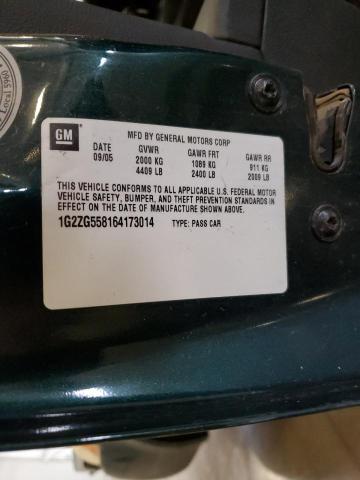 GM
MFD BY GENERAL MOTORS CORP
DATE GVWR GAWR FRT GAWR RR
09/05 2000 KG 1089 KG 911 KG
4409 LB 2400 LB 2009 LB
THIS VEHICLE CONFORMS TO ALL APPLICABLE U.S. FEDERAL MOTOR
VEHICLE SAFETY, BUMPER, AND THEFT PREVENTION STANDARDS IN
EFFECT ON THE DATE OF MANUFACTURE SHOWN ABOVE.
1G2ZG558164173014 TYPE: PASS CAR